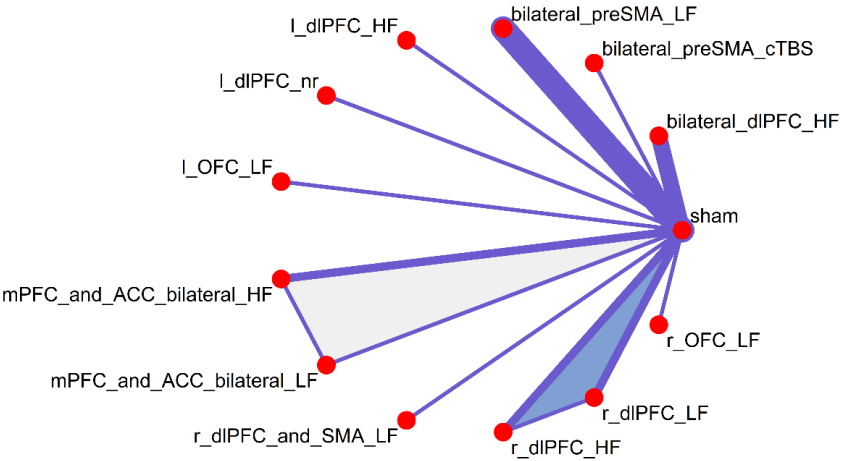 bilateral_preSMA_LF
l_dlPFC_HF
bilateral_preSMA_cTBS
l_dlPFC_nr
bilateral_dlPFC_HF
l_OFC_LF
sham
mPFC_and_ACC_bilateral_HF
r_OFC_LF
mPFC_and_ACC_bilateral_LF
r_dlPFC_LF
r_dlPFC_and_SMA_LF
r_dlPFC_HF